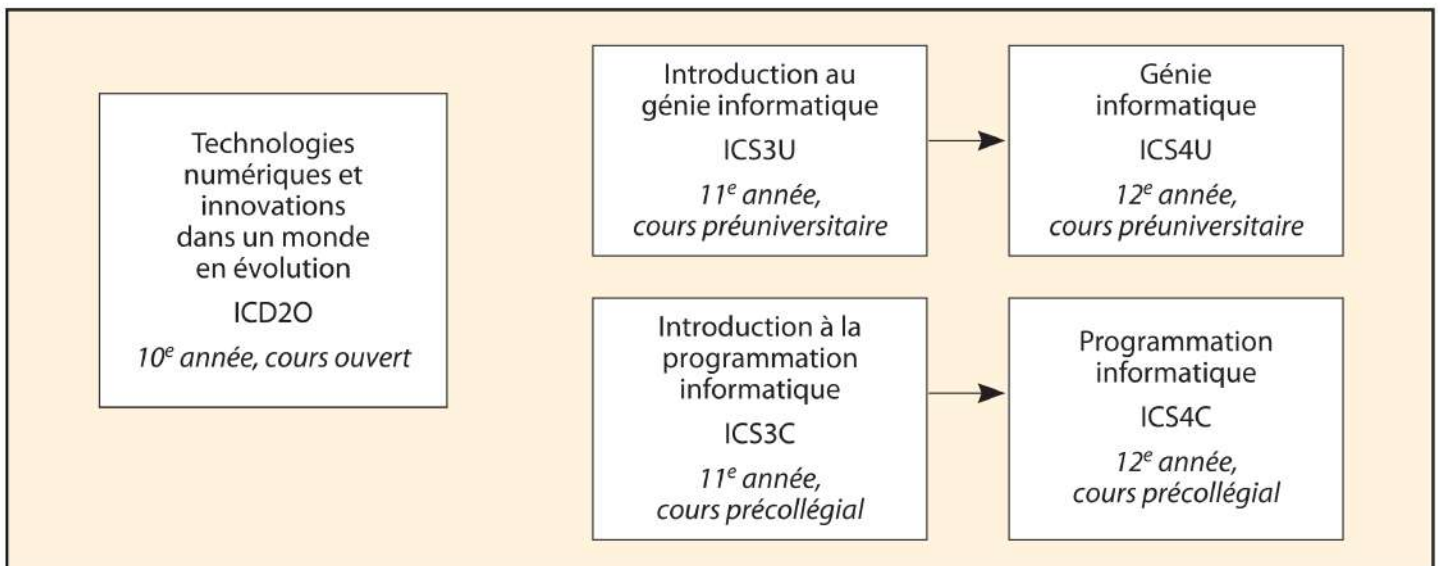 Technologies
numériques et
innovations
dans un monde
en évolution
ICD2O
10e année, cours ouvert
Introduction au
génie informatique
ICS3U
11e année,
cours préuniversitaire
Génie
informatique
ICS4U
12e année,
cours préuniversitaire
Introduction à la
programmation
informatique
ICS3C
11e année,
cours précollégial
Programmation
informatique
ICS4C
12e année,
cours précollégial